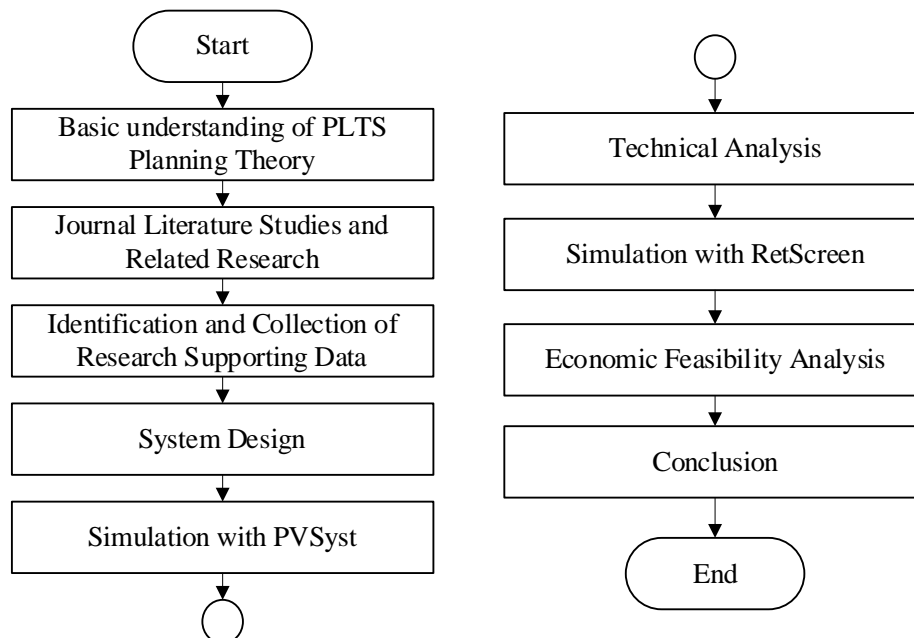 Start
Basic understanding of PLTS
Planning Theory
Journal Literature Studies and
Related Research
Identification and Collection of
Research Supporting Data
System Design
Simulation with PVSyst
Technical Analysis
Simulation with RetScreen
Economic Feasibility Analysis
Conclusion
End